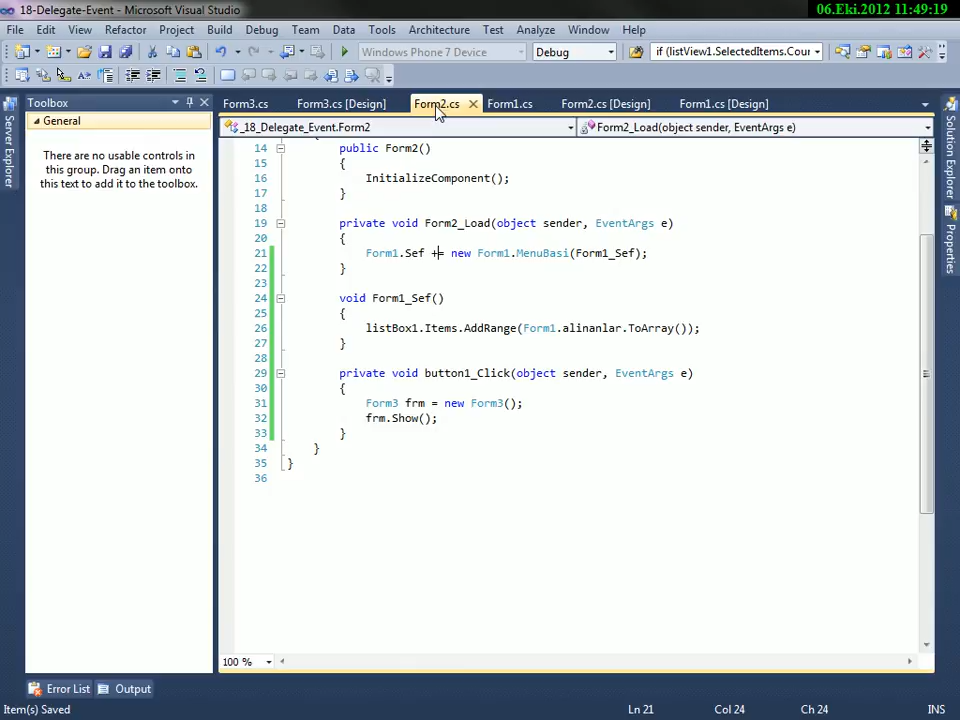 18-Delegate-Event - Microsoft Visual Studio
06.Eki.2012 11:49:19
File Edit View Refactor Project Build Debug Team Data Tools Architecture Test Analyze Window Help
Windows Phone 7 Device Debug if (listView1.SelectedItems.Cour
Toolbox
Form3.cs Form3.cs [Design] Form2.cs Form1.cs Form2.cs [Design] Form1.cs [Design]
General
_18_Delegate_Event.Form2 Form2_Load(object sender, EventArgs e)
There are no usable controls in
this group. Drag an item onto
this text to add it to the toolbox.
Server Explorer
Solution Explorer
Properties
14 public Form2()
15 {
16 InitializeComponent();
17 }
18
19 private void Form2_Load(object sender, EventArgs e)
20 {
21 Form1.Sef += new Form1.MenuBasi(Form1_Sef);
22 }
23
24 void Form1_Sef()
25 {
26 listBox1.Items.AddRange(Form1.alinanlar.ToArray());
27 }
28
29 private void button1_Click(object sender, EventArgs e)
30 {
31 Form3 frm = new Form3();
32 frm.Show();
33 }
34 }
35 }
36
100 %
Error List Output
Item(s) Saved Ln 21 Col 24 Ch 24 INS